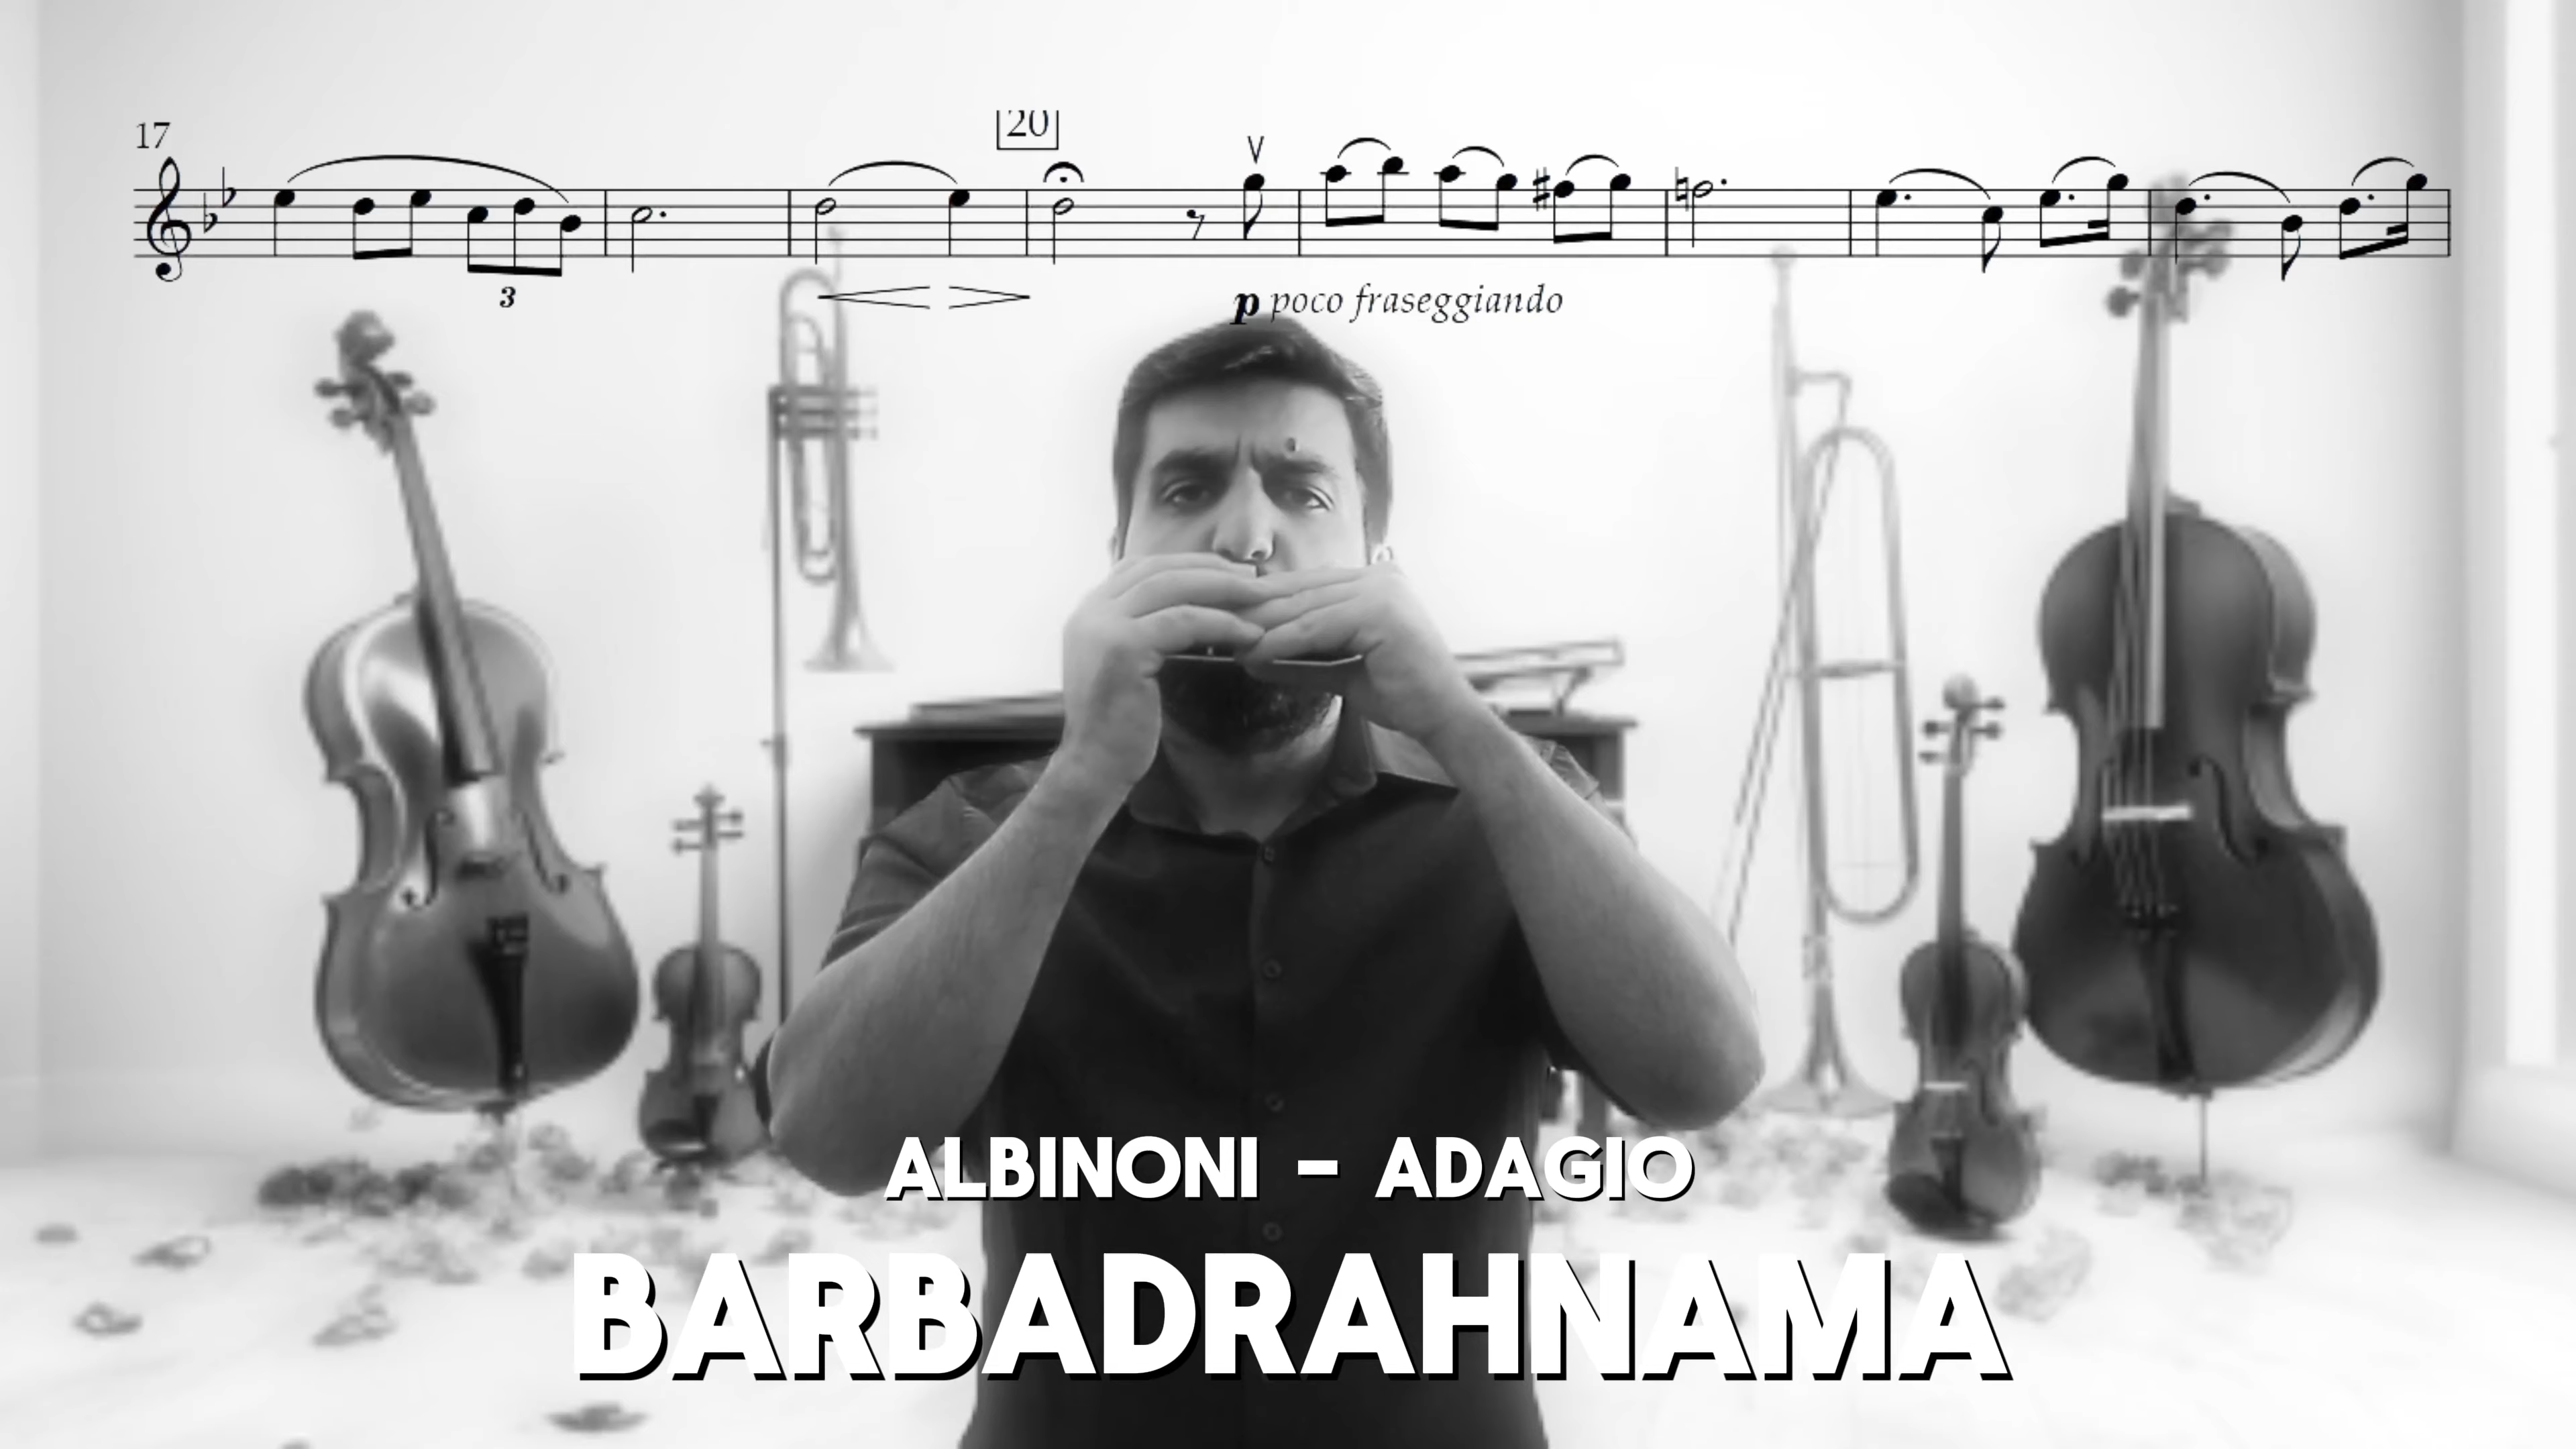 17
20
V
3
p poco fraseggiando
ALBINONI – ADAGIO
BARBADRAHNAMA